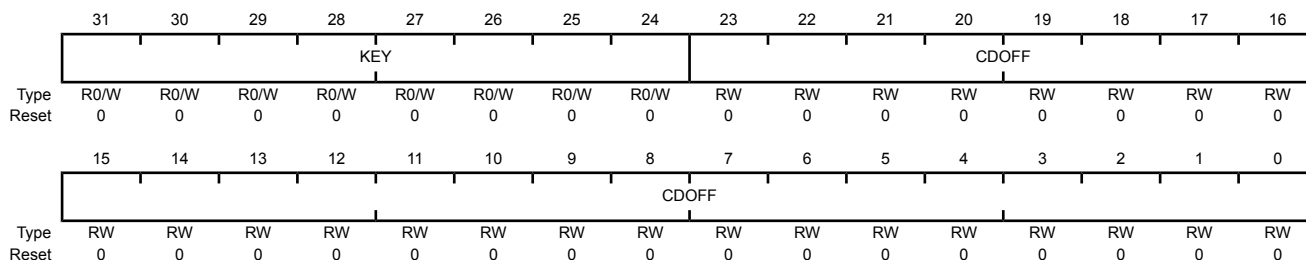 31 30 29 28 27 26 25 24 23 22 21 20 19 18 17 16
KEY CDOFF
Type R0/W R0/W R0/W R0/W R0/W R0/W R0/W R0/W RW RW RW RW RW RW RW RW
Reset 0 0 0 0 0 0 0 0 0 0 0 0 0 0 0 0
15 14 13 12 11 10 9 8 7 6 5 4 3 2 1 0
CDOFF
Type RW RW RW RW RW RW RW RW RW RW RW RW RW RW RW RW
Reset 0 0 0 0 0 0 0 0 0 0 0 0 0 0 0 0